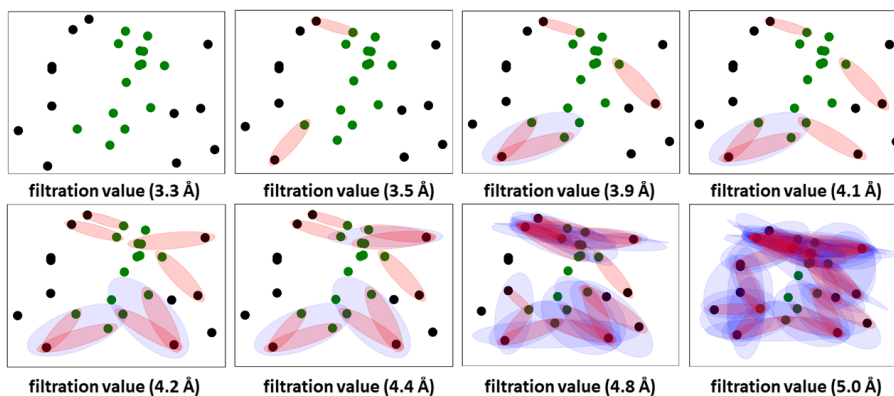 filtration value (3.3 Å)
filtration value (3.5 Å)
filtration value (3.9 Å)
filtration value (4.1 Å)
filtration value (4.2 Å)
filtration value (4.4 Å)
filtration value (4.8 Å)
filtration value (5.0 Å)